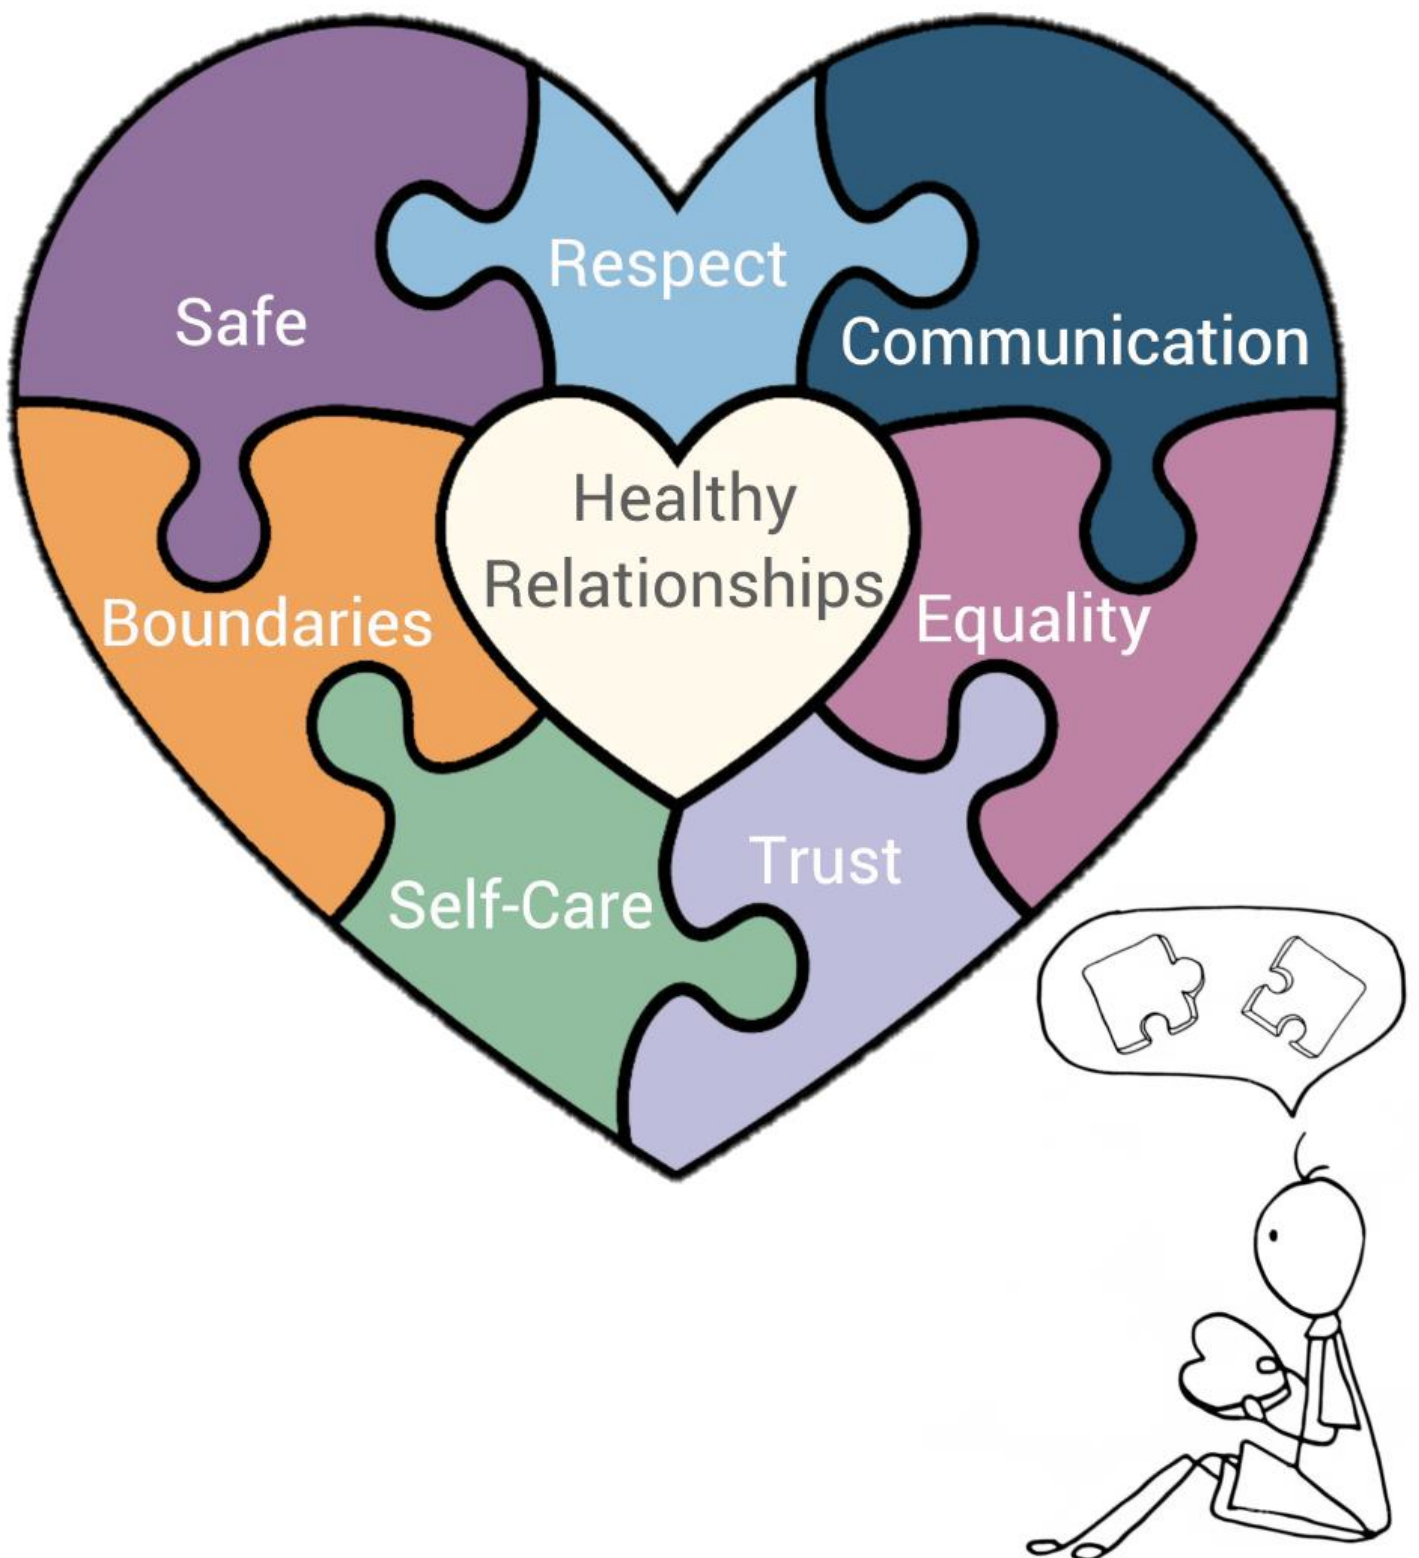 Respect
Safe
Communication
Healthy
Relationships
Boundaries
Equality
Trust
Self-Care